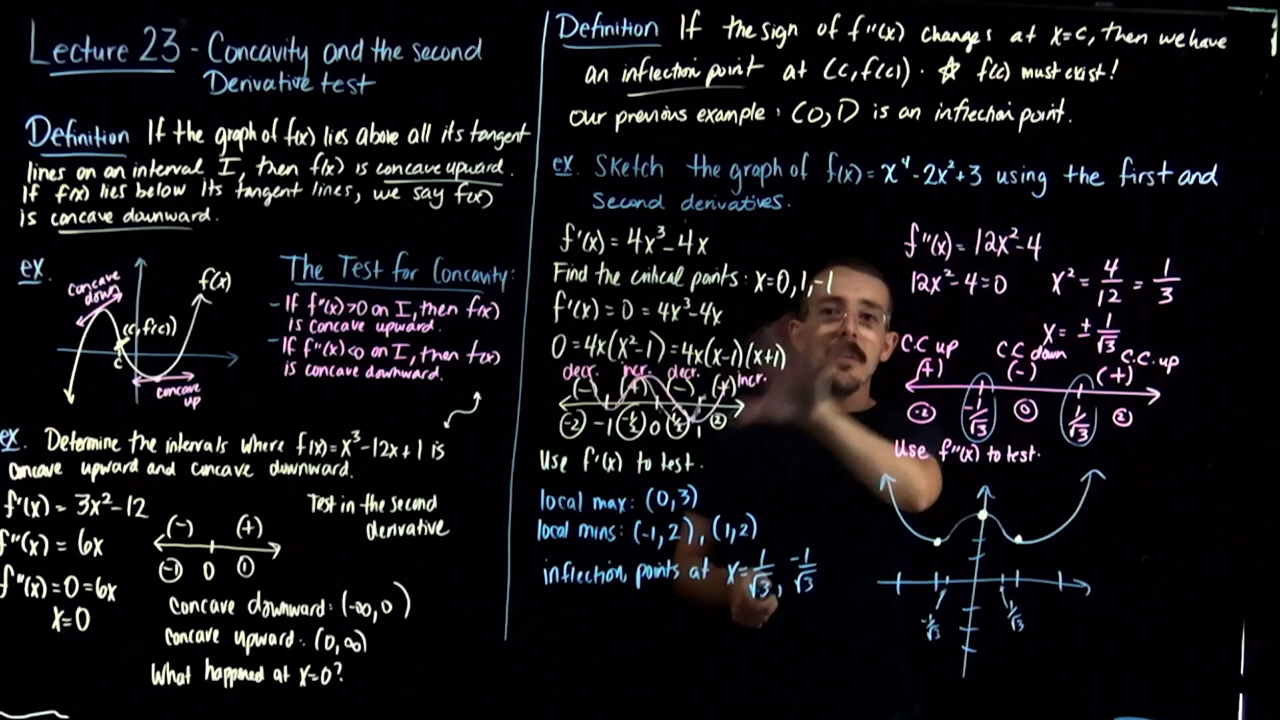 Lecture 23 - Concavity and the second
Derivative test
Definition If the graph of f(x) lies above all its tangent
lines on an interval I, then f(x) is concave upward.
If f(x) lies below its tangent lines, we say f(x)
is concave downward.
ex.
concave
down
f(x)
(c, f(c))
c
concave
up
The Test for Concavity:
- If f''(x)>0 on I, then f(x)
is concave upward.
- If f''(x)<0 on I, then f(x)
is concave downward.
ex. Determine the intervals where f(x)=x³-12x+1 is
concave upward and concave downward.
f'(x) = 3x²-12
f''(x) = 6x
f''(x)=0=6x
x=0
(-) (+)
-1 0 1
Test in the second
derivative
Concave downward: (-∞,0)
Concave upward: (0,∞)
What happened at x=0?
Definition If the sign of f''(x) changes at x=c, then we have
an inflection point at (c,f(c)). ☆ f(c) must exist!
Our previous example: (0,1) is an inflection point.
ex. Sketch the graph of f(x)=x⁴-2x²+3 using the first and
second derivatives.
f'(x) = 4x³-4x
Find the critical points: x=0,1,-1
f'(x)=0=4x³-4x
0=4x(x²-1)=4x(x-1)(x+1)
decr. incr. decr. incr.
(-) (+) (-) (+)
-2 -1 -½ 0 ½ 1 2
Use f'(x) to test.
local max: (0,3)
local mins: (-1,2), (1,2)
inflection points at x=1/√3, -1/√3
f''(x)=12x²-4
12x²-4=0 x²=4/12=1/3
x=±1/√3
C.C. up C.C. down C.C. up
(+) (-) (+)
-2 -1/√3 0 1/√3 2
Use f''(x) to test.
-1/√3 1/√3